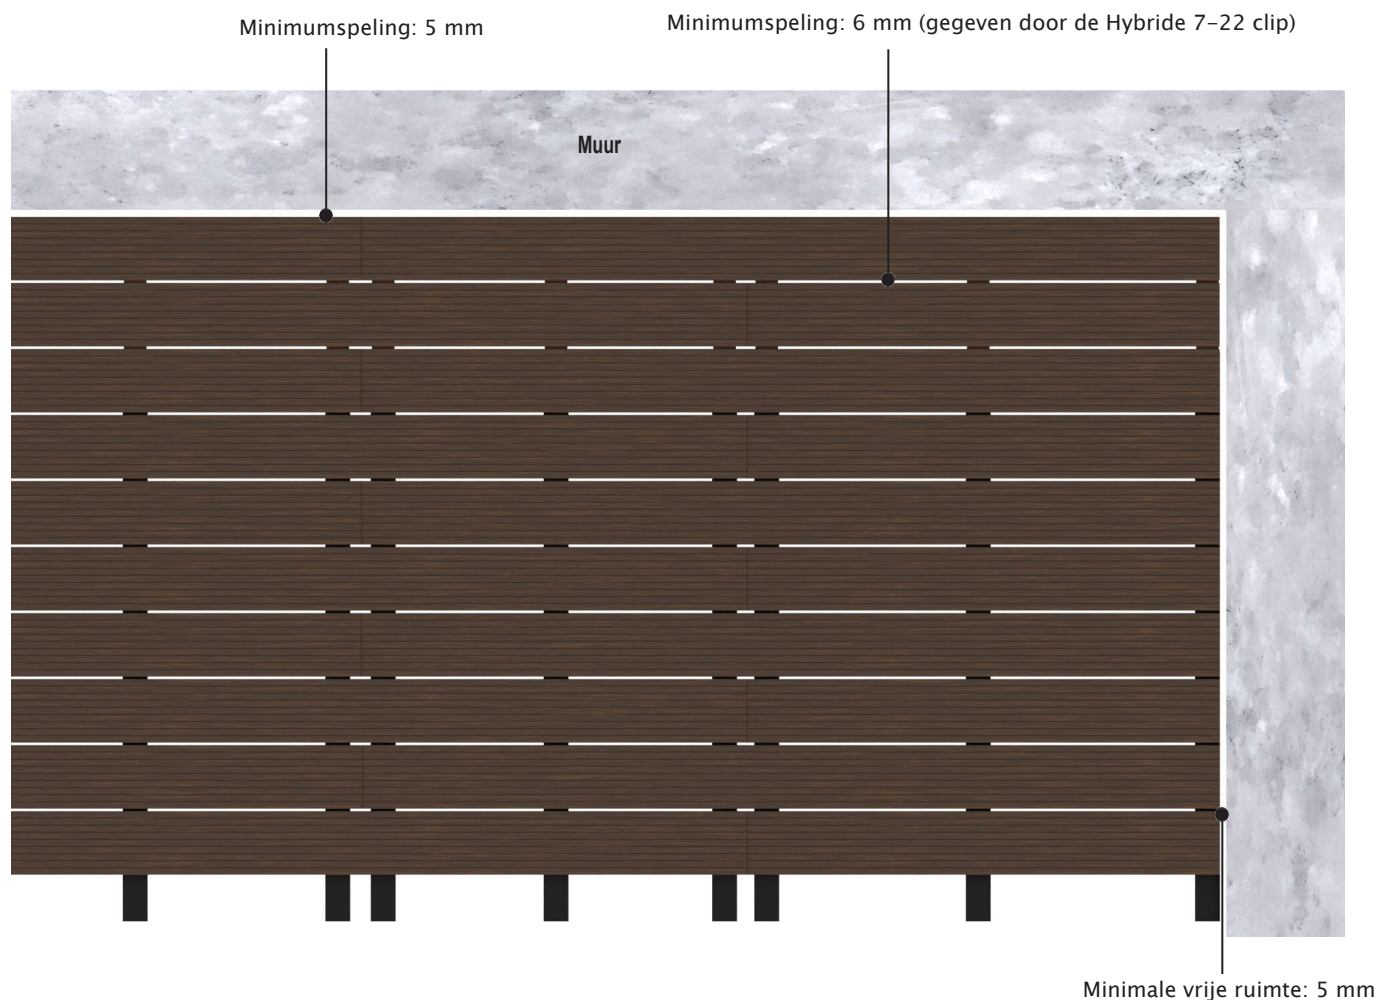 Minimumspeling: 5 mm
Minimumspeling: 6 mm (gegeven door de Hybride 7-22 clip)
Muur
Minimale vrije ruimte: 5 mm